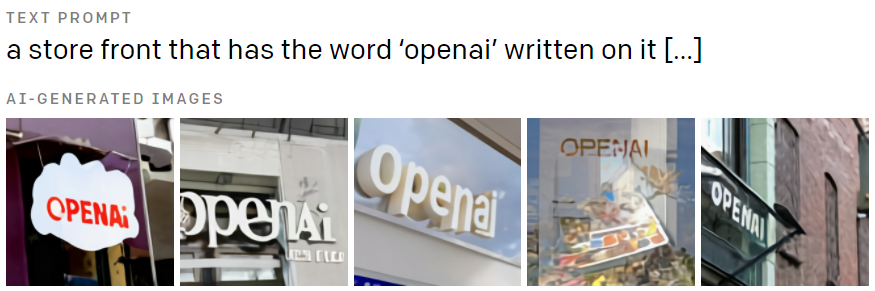 TEXT PROMPT
a store front that has the word ‘openai’ written on it [...]
AI-GENERATED IMAGES
OPENAi
openAi
Openai
OPENAI
OPENAI